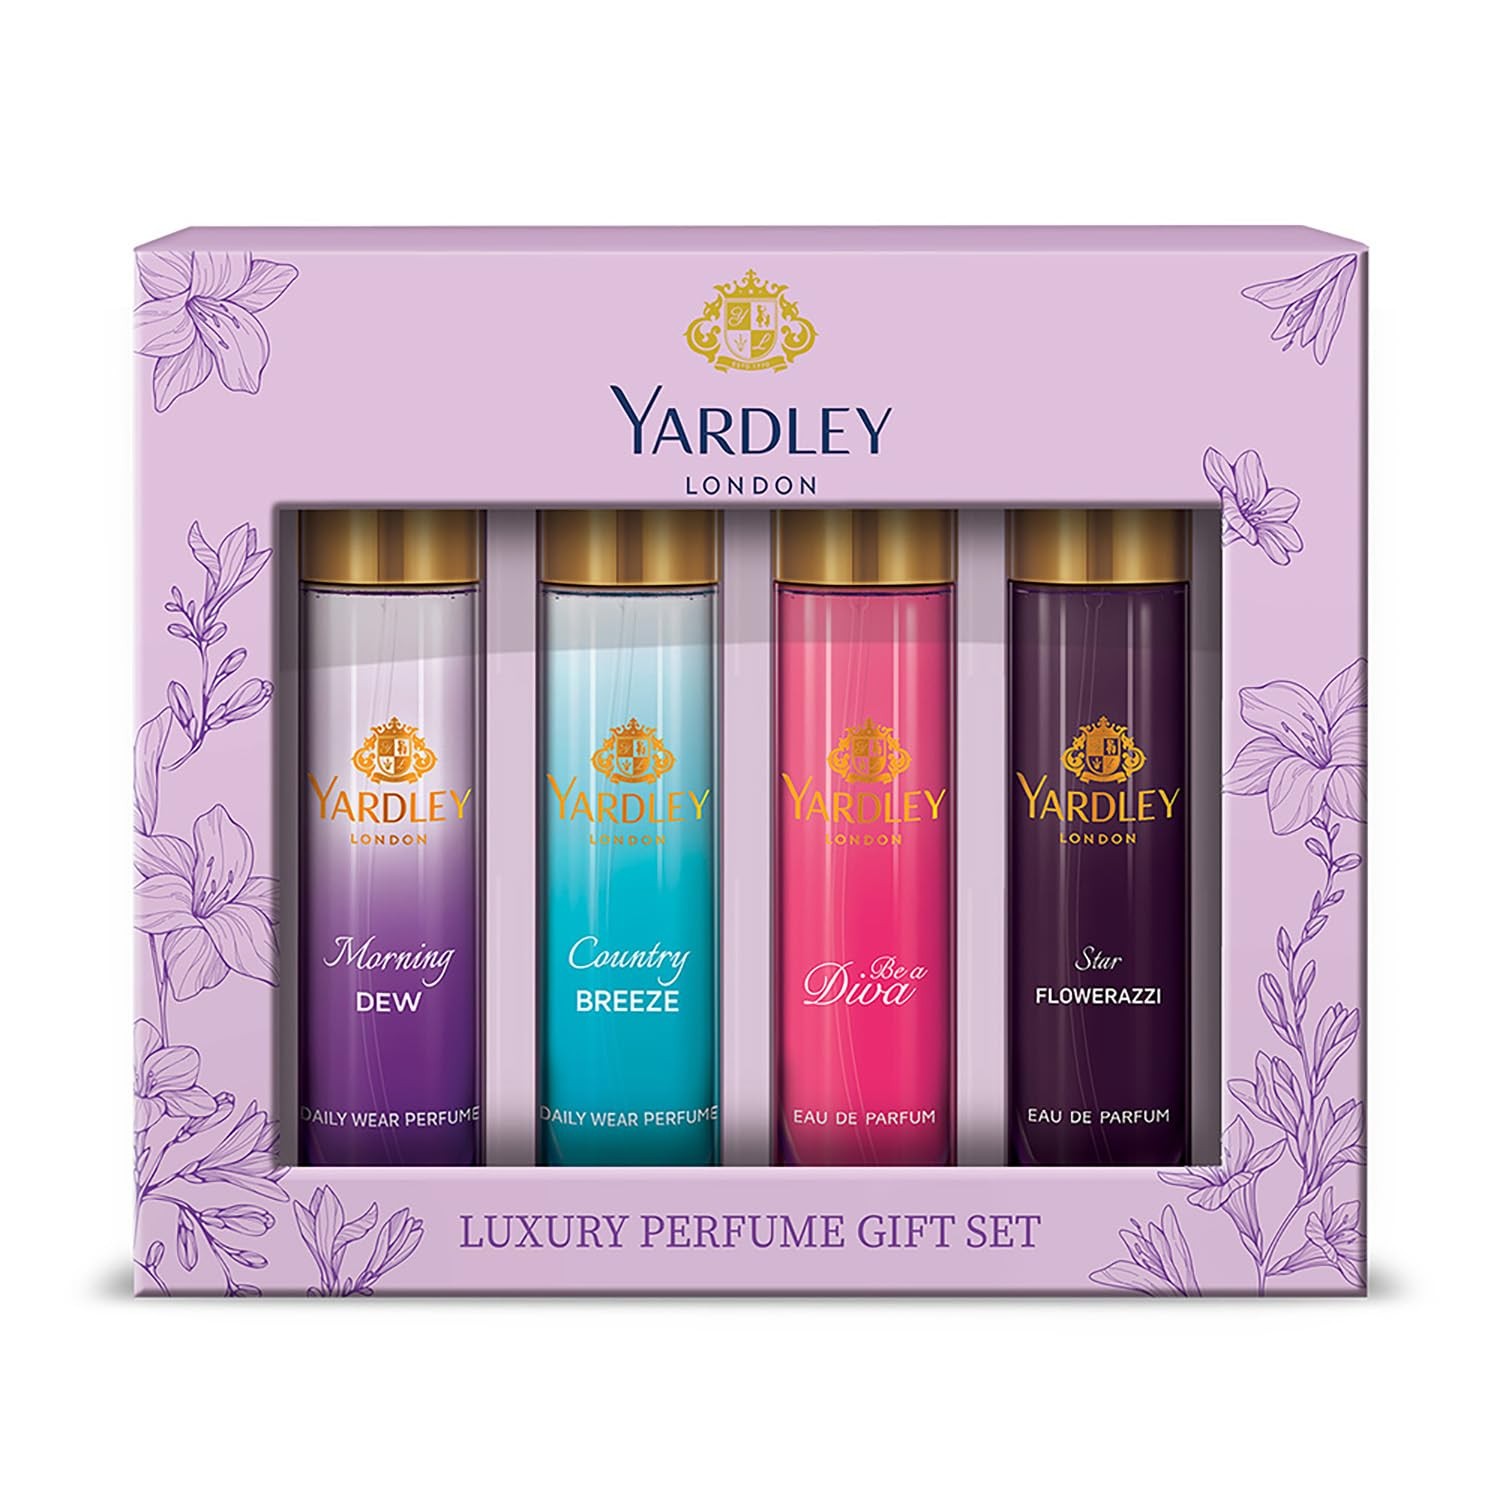 YARDLEY
LONDON
YARDLEY
LONDON
Morning
DEW
DAILY WEAR PERFUME
YARDLEY
LONDON
Country
BREEZE
DAILY WEAR PERFUME
YARDLEY
LONDON
Be a
Diva
EAU DE PARFUM
YARDLEY
LONDON
Star
FLOWERAZZI
EAU DE PARFUM
LUXURY PERFUME GIFT SET